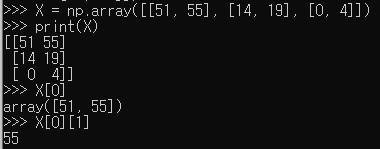 >>> X = np.array([[51, 55], [14, 19], [0, 4]])
>>> print(X)
[[51 55]
 [14 19]
 [ 0  4]]
>>> X[0]
array([51, 55])
>>> X[0][1]
55